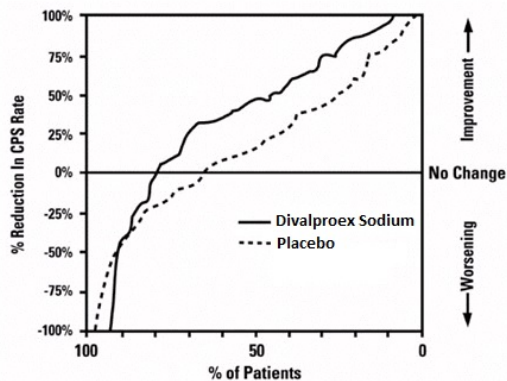 % Reduction In CPS Rate
100%
75%
50%
25%
0%
-25%
-50%
-75%
-100%
Divalproex Sodium
Placebo
100
50
0
% of Patients
Improvement
No Change
Worsening